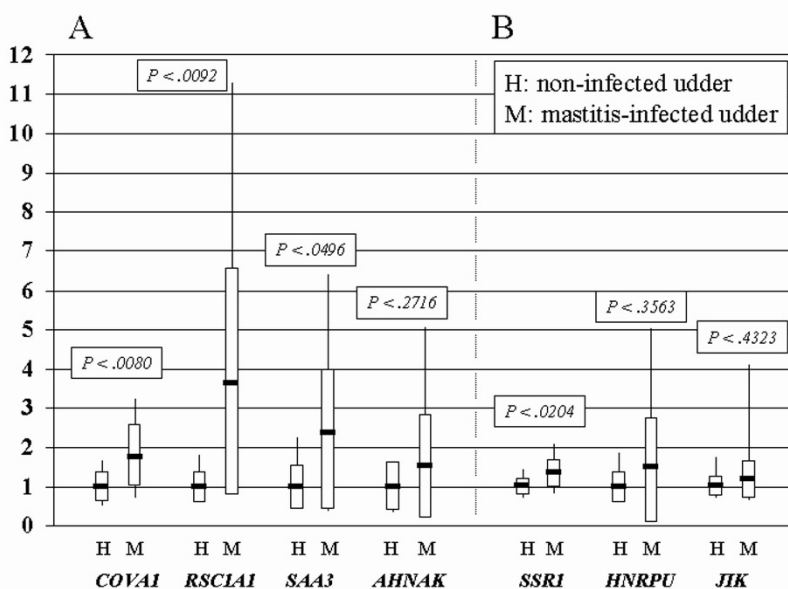 A
B
12
11
10
9
8
7
6
5
4
3
2
1
0
P < .0092
H: non-infected udder
M: mastitis-infected udder
P < .0496
P < .2716
P < .3563
P < .4323
P < .0080
P < .0204
H M H M H M H M H M H M H M
COVA1 RSC1A1 SAA3 AHNAK SSR1 HNRPU JIK